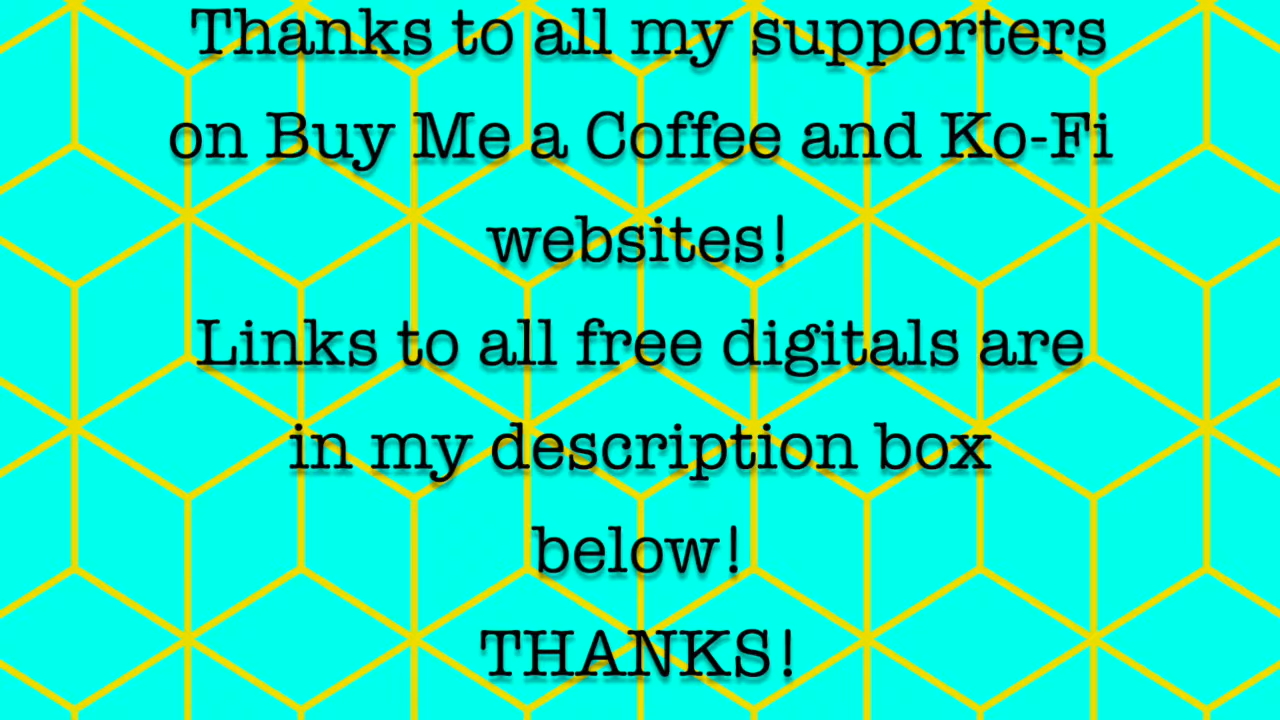 Thanks to all my supporters
on Buy Me a Coffee and Ko-Fi
websites!
Links to all free digitals are
in my description box
below!
THANKS!